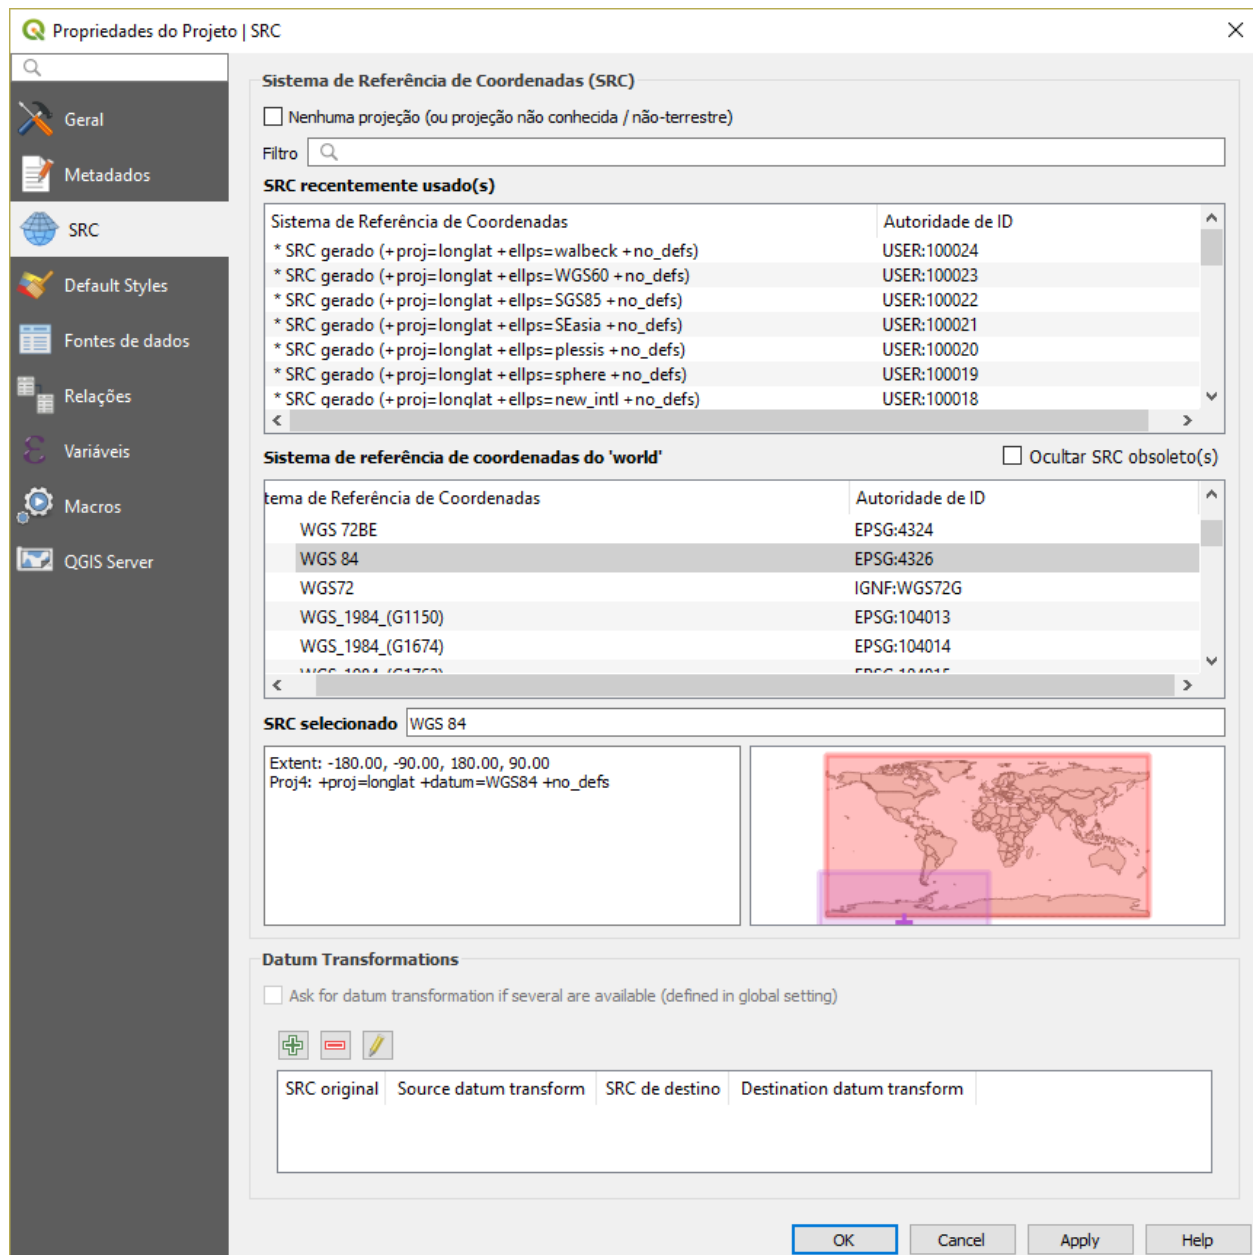 Propriedades do Projeto | SRC
Geral
Metadados
SRC
Default Styles
Fontes de dados
Relações
Variáveis
Macros
QGIS Server
Sistema de Referência de Coordenadas (SRC)
Nenhuma projeção (ou projeção não conhecida / não-terrestre)
Filtro
SRC recentemente usado(s)
Sistema de Referência de Coordenadas Autoridade de ID
* SRC gerado (+proj=longlat +ellps=walbeck +no_defs) USER:100024
* SRC gerado (+proj=longlat +ellps=WGS60 +no_defs) USER:100023
* SRC gerado (+proj=longlat +ellps=SGS85 +no_defs) USER:100022
* SRC gerado (+proj=longlat +ellps=SEasia +no_defs) USER:100021
* SRC gerado (+proj=longlat +ellps=plessis +no_defs) USER:100020
* SRC gerado (+proj=longlat +ellps=sphere +no_defs) USER:100019
* SRC gerado (+proj=longlat +ellps=new_intl +no_defs) USER:100018
Sistema de referência de coordenadas do 'world' Ocultar SRC obsoleto(s)
tema de Referência de Coordenadas Autoridade de ID
WGS 72BE EPSG:4324
WGS 84 EPSG:4326
WGS72 IGNF:WGS72G
WGS_1984_(G1150) EPSG:104013
WGS_1984_(G1674) EPSG:104014
WGS_1984_(G1762) EPSG:104015
SRC selecionado WGS 84
Extent: -180.00, -90.00, 180.00, 90.00
Proj4: +proj=longlat +datum=WGS84 +no_defs
Datum Transformations
Ask for datum transformation if several are available (defined in global setting)
SRC original Source datum transform SRC de destino Destination datum transform
OK Cancel Apply Help